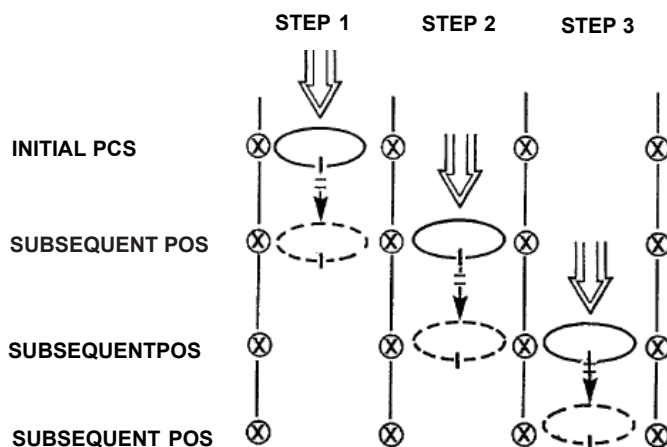 STEP 1 STEP 2 STEP 3
INITIAL PCS
SUBSEQUENT POS
SUBSEQUENTPOS
SUBSEQUENT POS